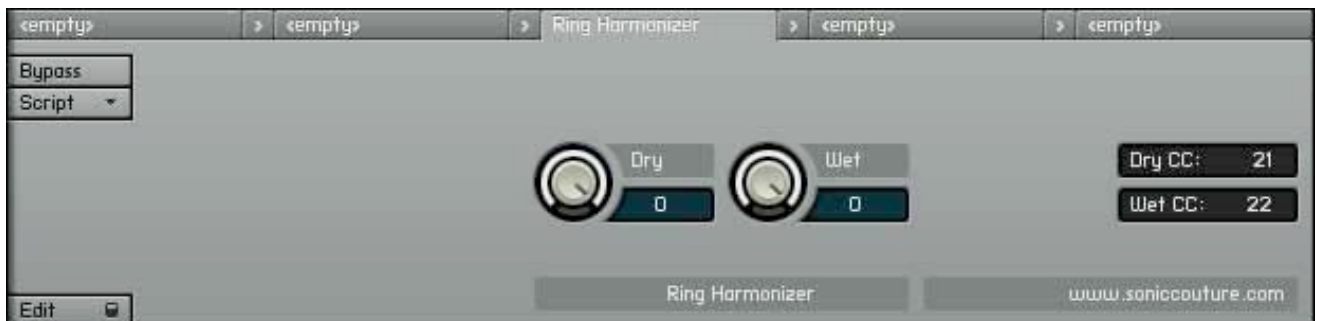 <empty> > <empty> > Ring Harmonizer > <empty> > <empty>
Bypass
Script
Dry Wet Dry CC: 21
0 0 Wet CC: 22
Ring Harmonizer www.soniccouture.com
Edit